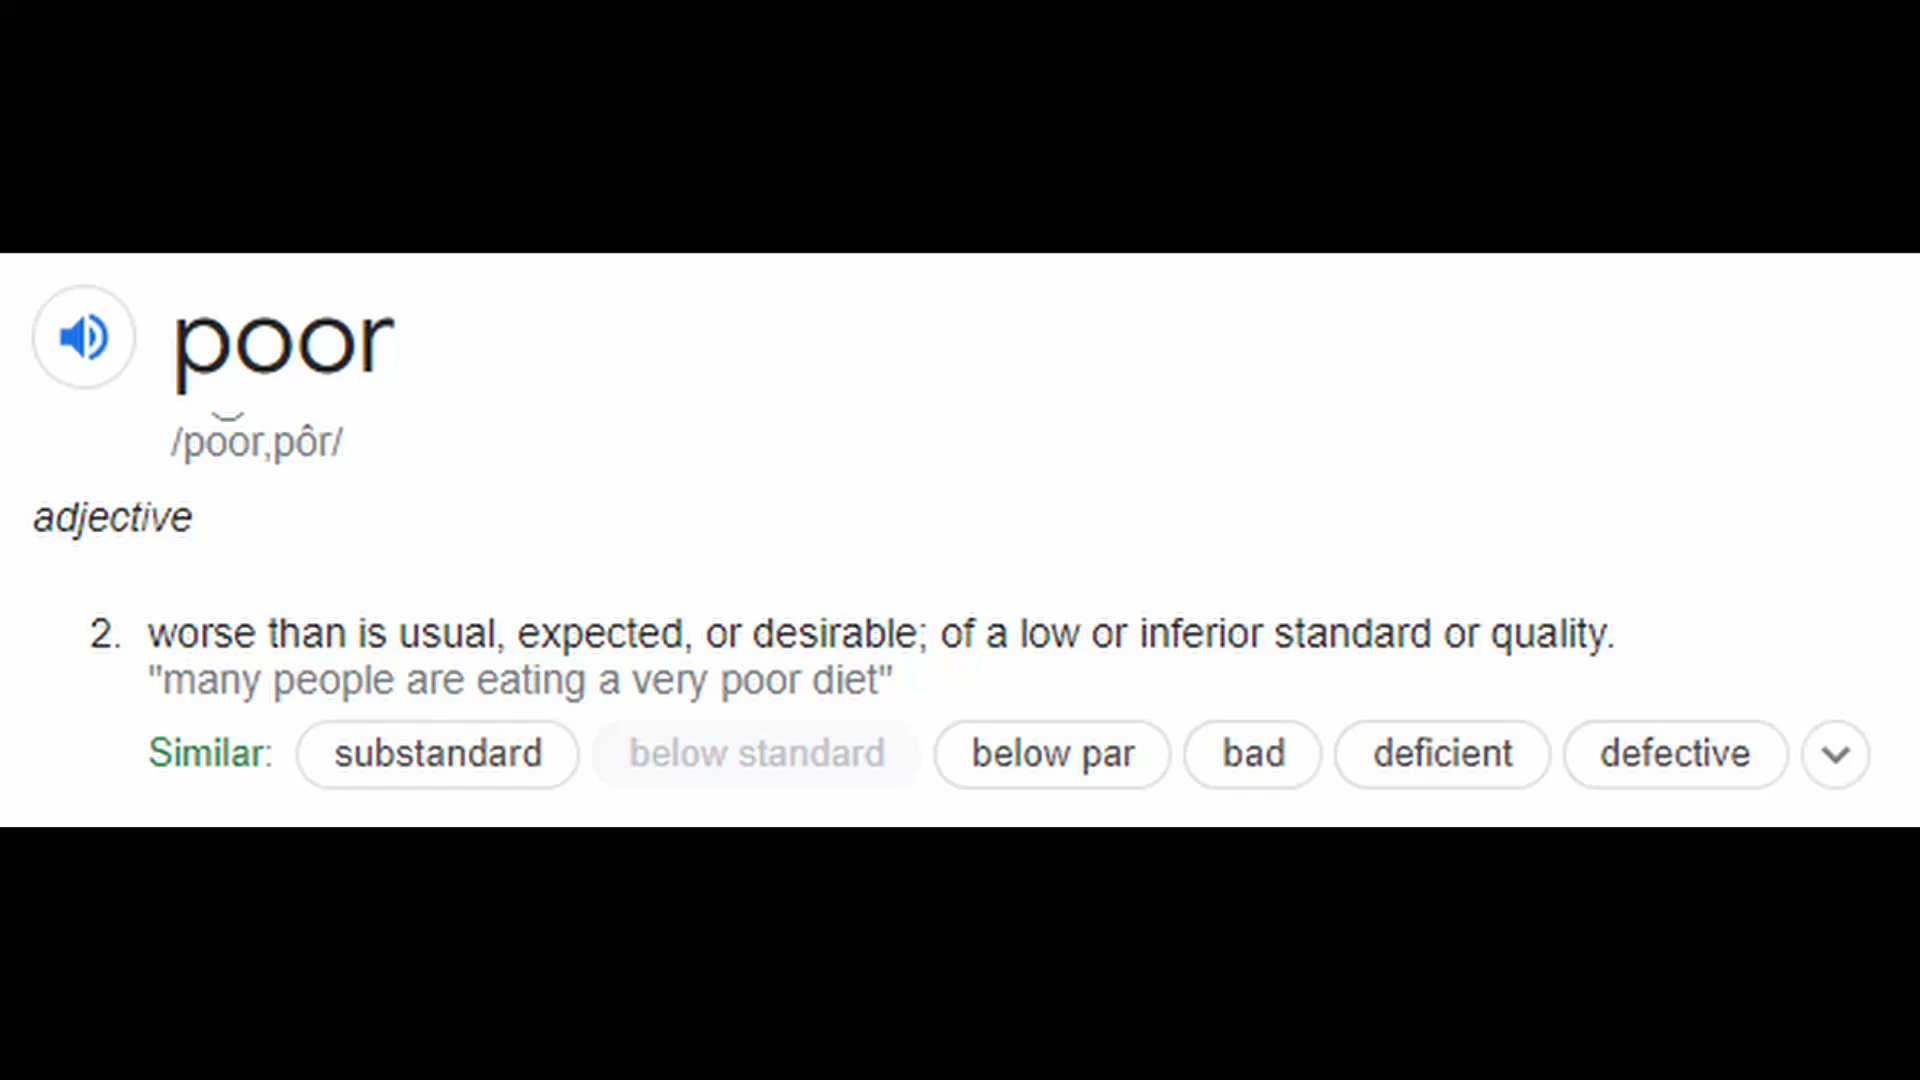 poor
/po͝or,pôr/
adjective
2. worse than is usual, expected, or desirable; of a low or inferior standard or quality.
"many people are eating a very poor diet"
Similar: substandard below standard below par bad deficient defective